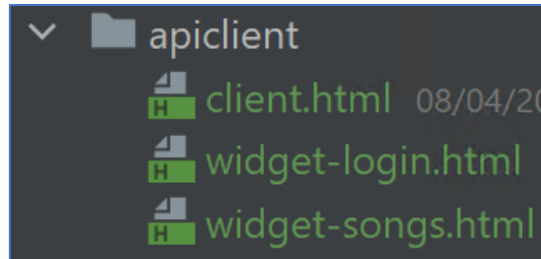 apiclient
client.html 08/04/20
widget-login.html
widget-songs.html